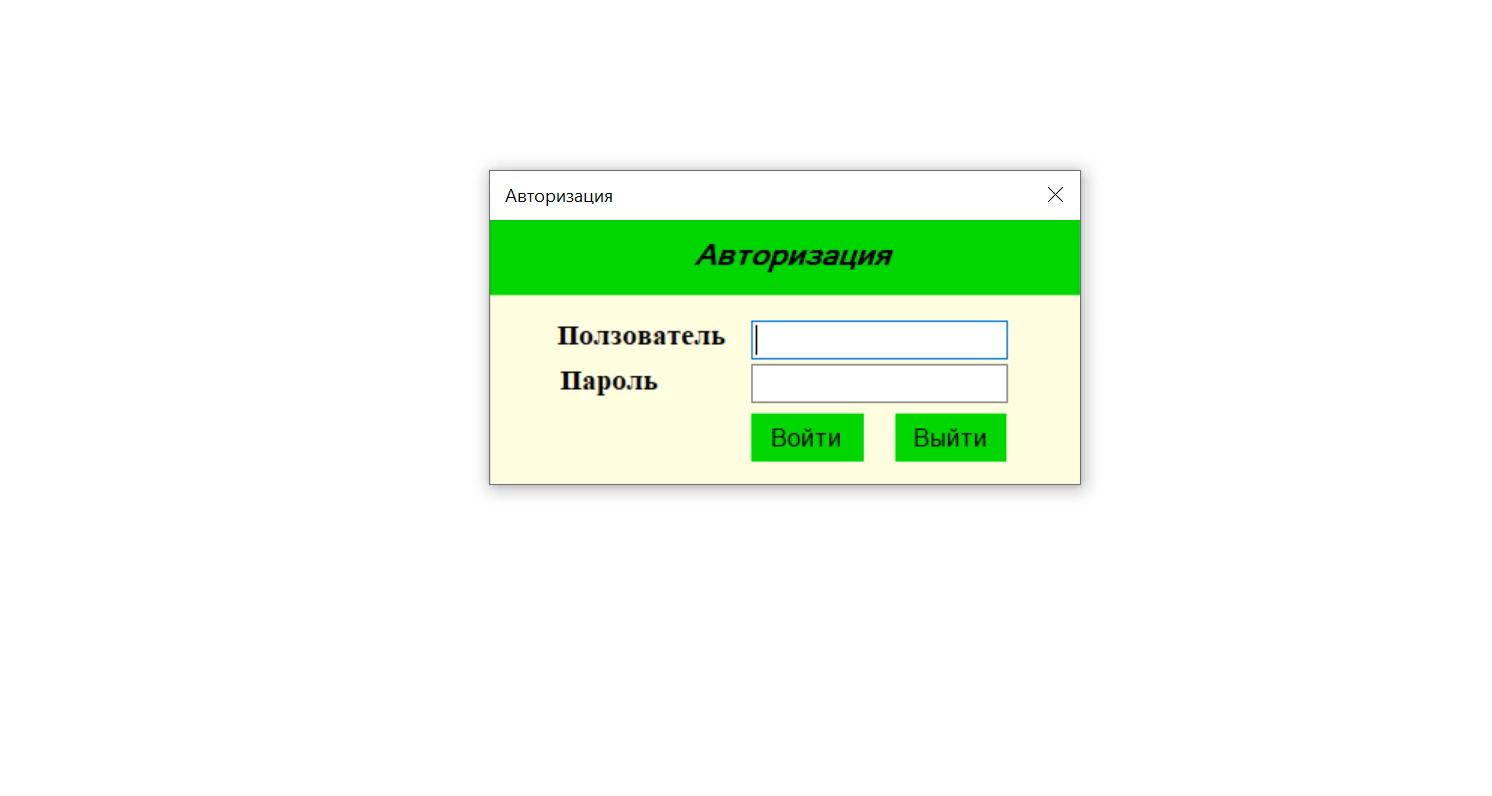 Авторизация
Авторизация
Ползователь
Пароль
Войти Выйти